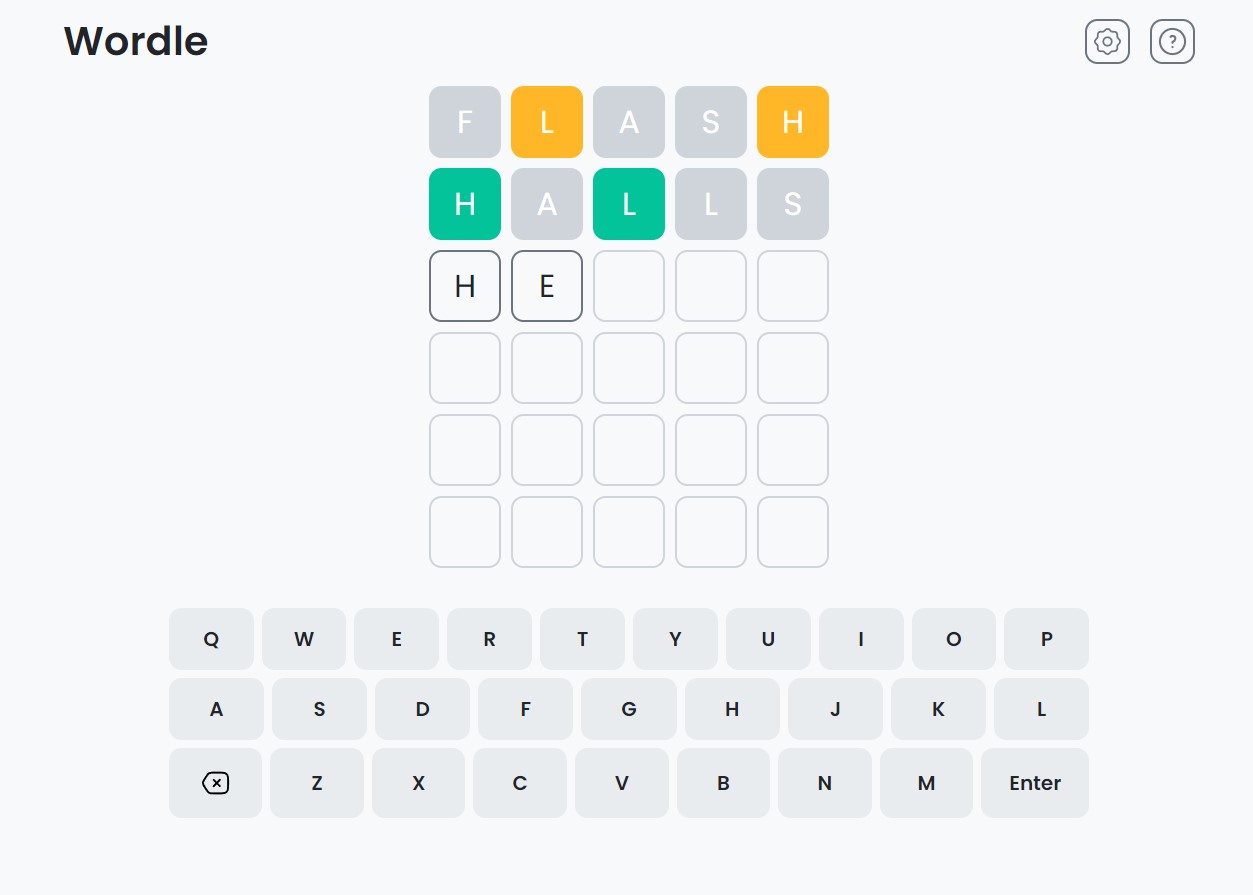 Wordle
F L A S H
H A L L S
H E
Q W E R T Y U I O P
A S D F G H J K L
Z X C V B N M Enter